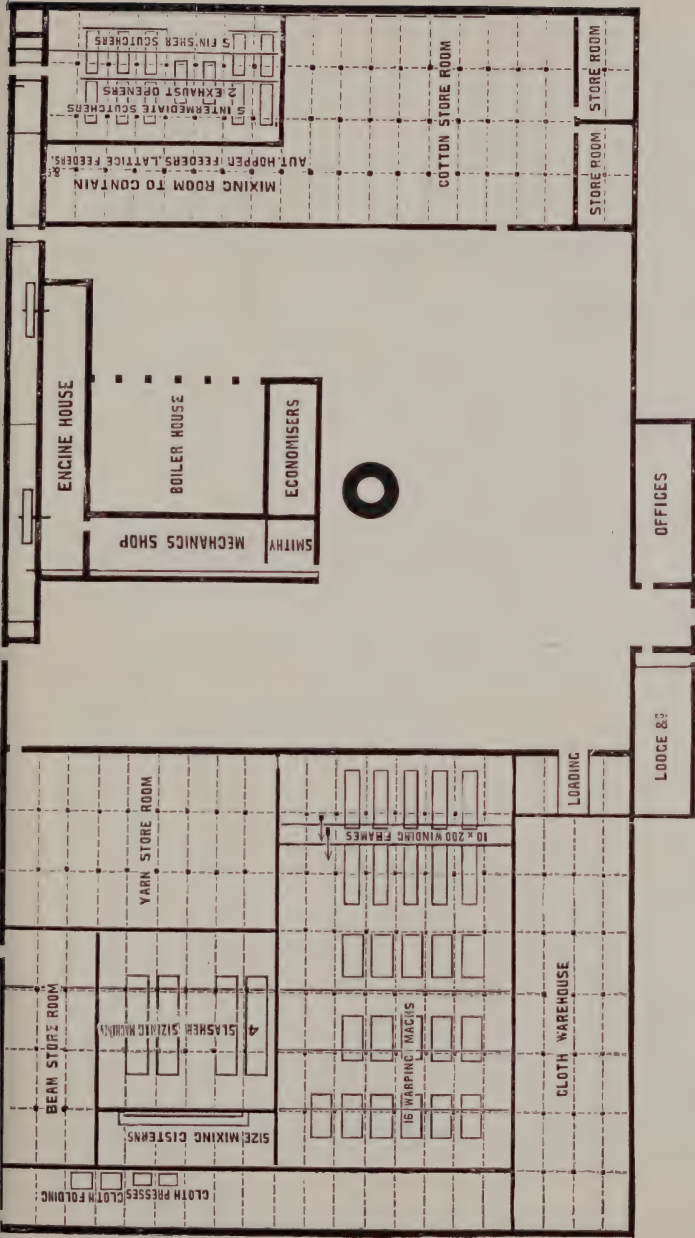 5 FINISHER SCUTCHERS
2 EXHAUST OPENERS
5 INTERMEDIATE SCUTCHERS
MIXING ROOM TO CONTAIN
AUT. HOPPER FEEDERS. LATTICE FEEDERS. &c
COTTON STORE ROOM
STORE ROOM
STORE ROOM
ENGINE HOUSE
BOILER HOUSE
ECONOMISERS
MECHANICS SHOP
SMITHY
OFFICES
LODGE &c
LOADING
YARN STORE ROOM
10 x 200 WINDING FRAMES
BEAM STORE ROOM
4 SLASHER SIZING MACHINES
SIZE MIXING CISTERNS
16 WARPING MACHS
CLOTH WAREHOUSE
CLOTH PRESSES
CLOTH FOLDING